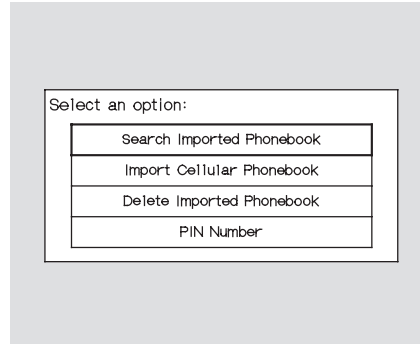 Select an option:
Search Imported Phonebook
Import Cellular Phonebook
Delete Imported Phonebook
PIN Number